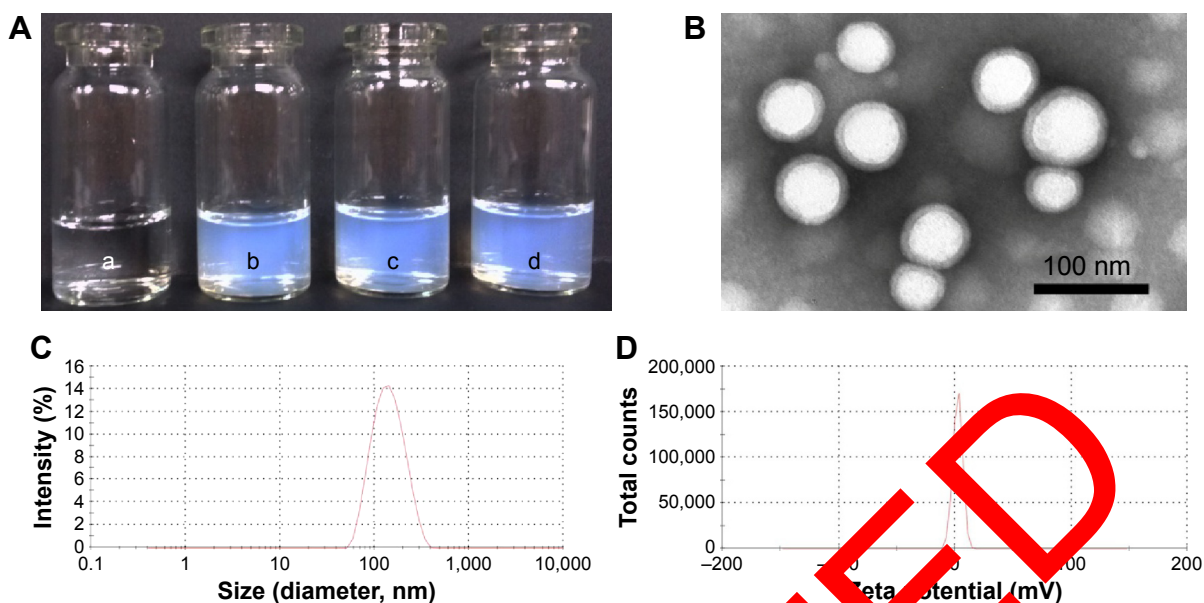 A
B
a
b
c
d
100 nm
C
D
16
14
12
10
8
6
4
2
0
Intensity (%)
0.1
1
10
100
1,000
10,000
Size (diameter, nm)
200,000
150,000
100,000
50,000
0
Total counts
–200
200
(mV)